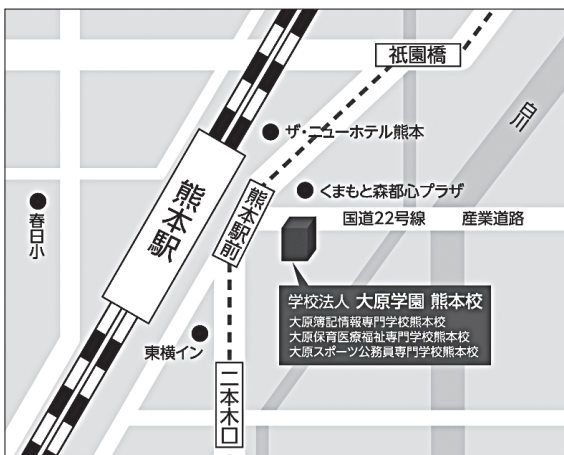 祇園橋
白川
ザ・ニューホテル熊本
くまもと森都心プラザ
熊本駅
熊本駅前
春日小
国道22号線
産業道路
学校法人 大原学園 熊本校
大原簿記情報専門学校熊本校
大原保育医療福祉専門学校熊本校
大原スポーツ公務員専門学校熊本校
東横イン
二本木口